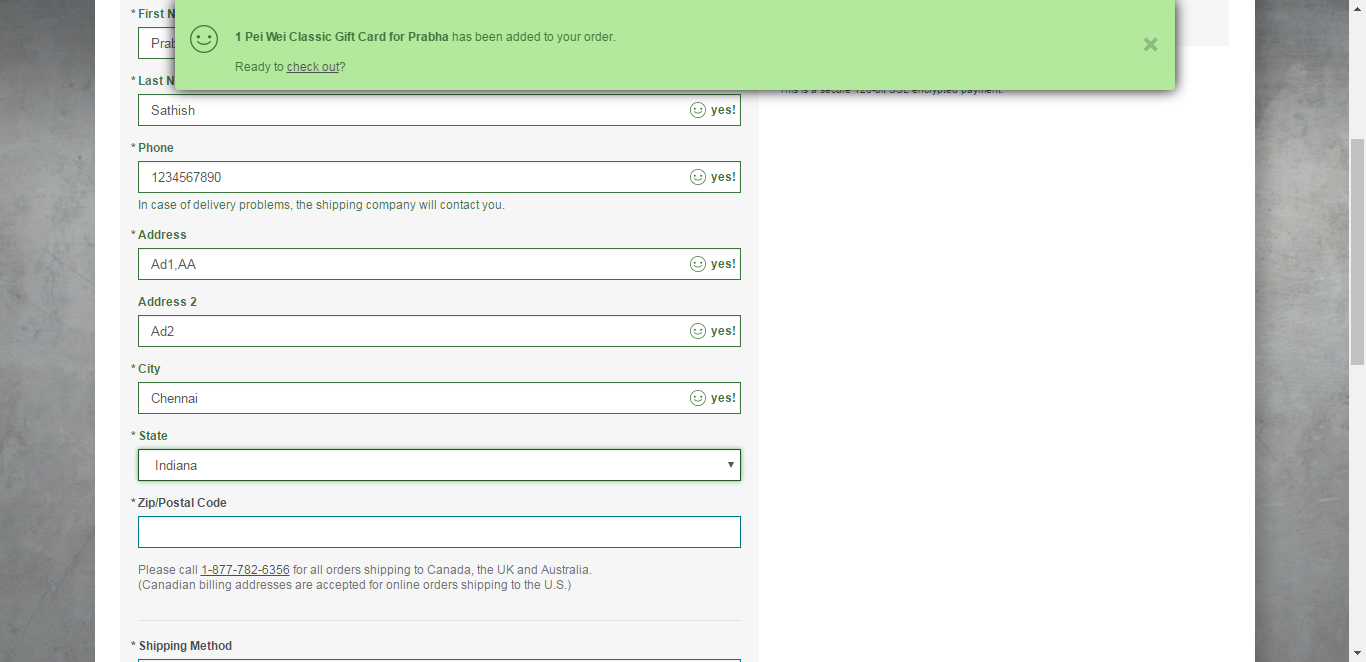 * First N
1 Pei Wei Classic Gift Card for Prabha has been added to your order.
Ready to check out?
* Last N
Sathish yes!
* Phone
1234567890 yes!
In case of delivery problems, the shipping company will contact you.
* Address
Ad1,AA yes!
Address 2
Ad2 yes!
* City
Chennai yes!
* State
Indiana
* Zip/Postal Code
Please call 1-877-782-6356 for all orders shipping to Canada, the UK and Australia.
(Canadian billing addresses are accepted for online orders shipping to the U.S.)
* Shipping Method
This is a secure 128-bit SSL encrypted payment.